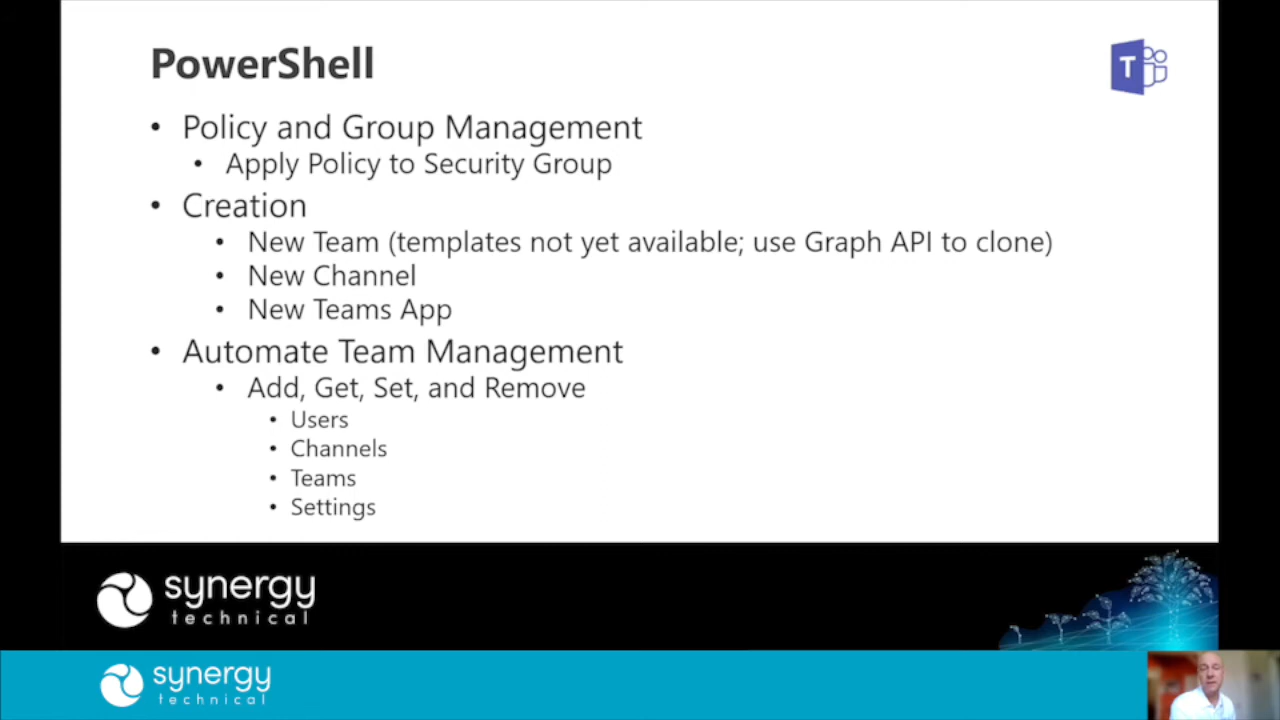 PowerShell
T
• Policy and Group Management
• Apply Policy to Security Group
• Creation
• New Team (templates not yet available; use Graph API to clone)
• New Channel
• New Teams App
• Automate Team Management
• Add, Get, Set, and Remove
• Users
• Channels
• Teams
• Settings
synergy
technical
synergy
technical